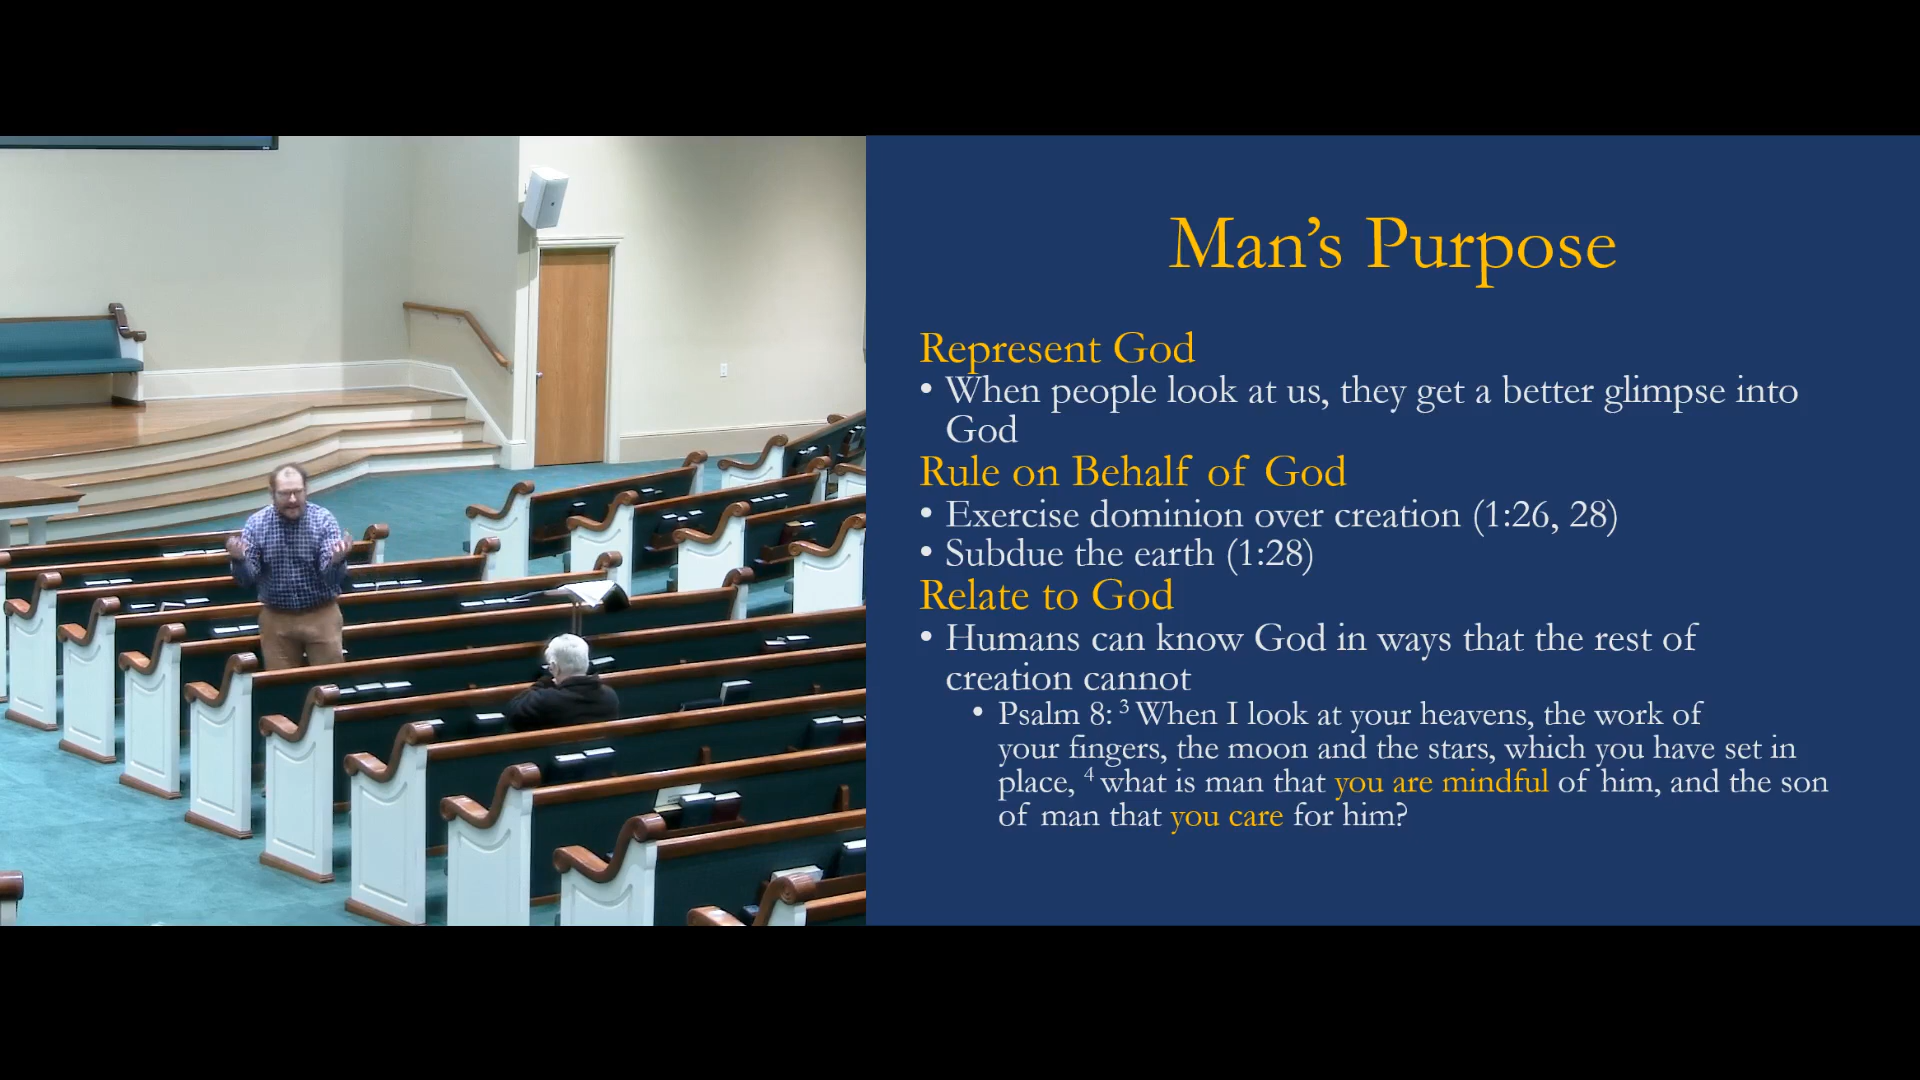 Man’s Purpose
Represent God
• When people look at us, they get a better glimpse into
God
Rule on Behalf of God
• Exercise dominion over creation (1:26, 28)
• Subdue the earth (1:28)
Relate to God
• Humans can know God in ways that the rest of
creation cannot
• Psalm 8: ³ When I look at your heavens, the work of
your fingers, the moon and the stars, which you have set in
place, ⁴ what is man that you are mindful of him, and the son
of man that you care for him?